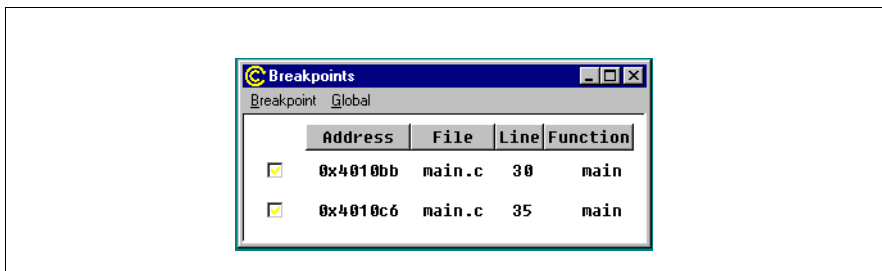 Breakpoints
Breakpoint Global
Address File Line Function
0x4010bb main.c 30 main
0x4010c6 main.c 35 main